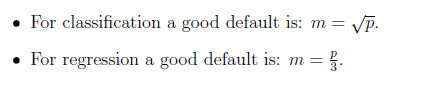 • For classification a good default is: m = √p.
• For regression a good default is: m = p/3.